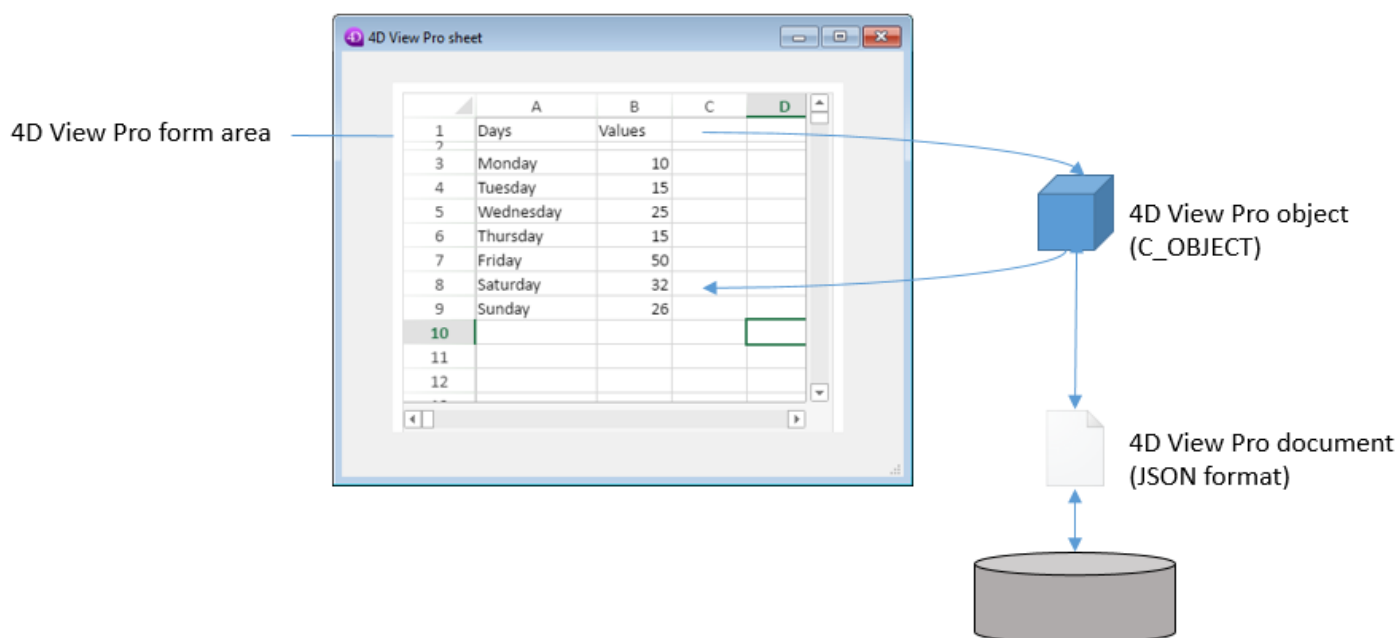 4D 4D View Pro sheet
A B C D
4D View Pro form area
1 Days Values
2
3 Monday 10
4 Tuesday 15
5 Wednesday 25
6 Thursday 15
7 Friday 50
8 Saturday 32
9 Sunday 26
10
11
12
4D View Pro object
(C_OBJECT)
4D View Pro document
(JSON format)